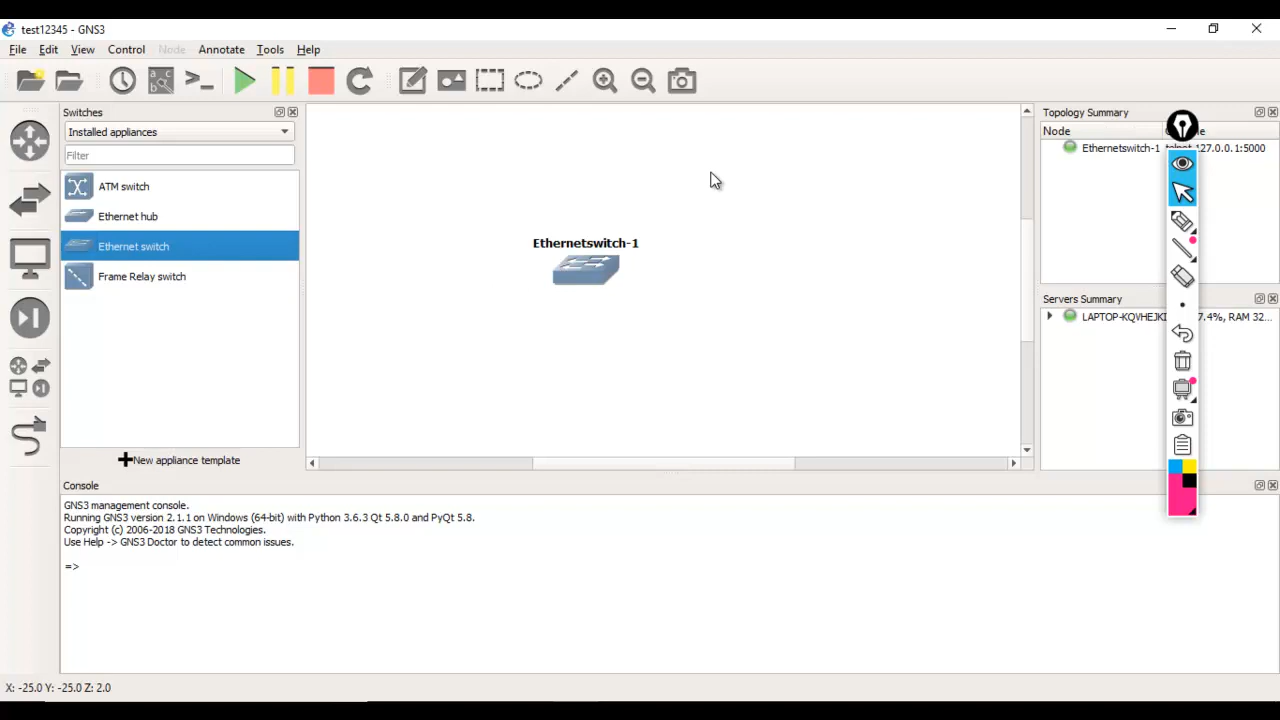 test12345 - GNS3
File Edit View Control Node Annotate Tools Help
Switches
Installed appliances
Filter
ATM switch
Ethernet hub
Ethernet switch
Frame Relay switch
New appliance template
Ethernetswitch-1
Topology Summary
Node
Ethernetswitch-1 telnet 127.0.0.1:5000
Servers Summary
7.4%, RAM 32...
Console
GNS3 management console.
Running GNS3 version 2.1.1 on Windows (64-bit) with Python 3.6.3 Qt 5.8.0 and PyQt 5.8.
Copyright (c) 2006-2018 GNS3 Technologies.
Use Help -> GNS3 Doctor to detect common issues.
=>
X: -25.0 Y: -25.0 Z: 2.0